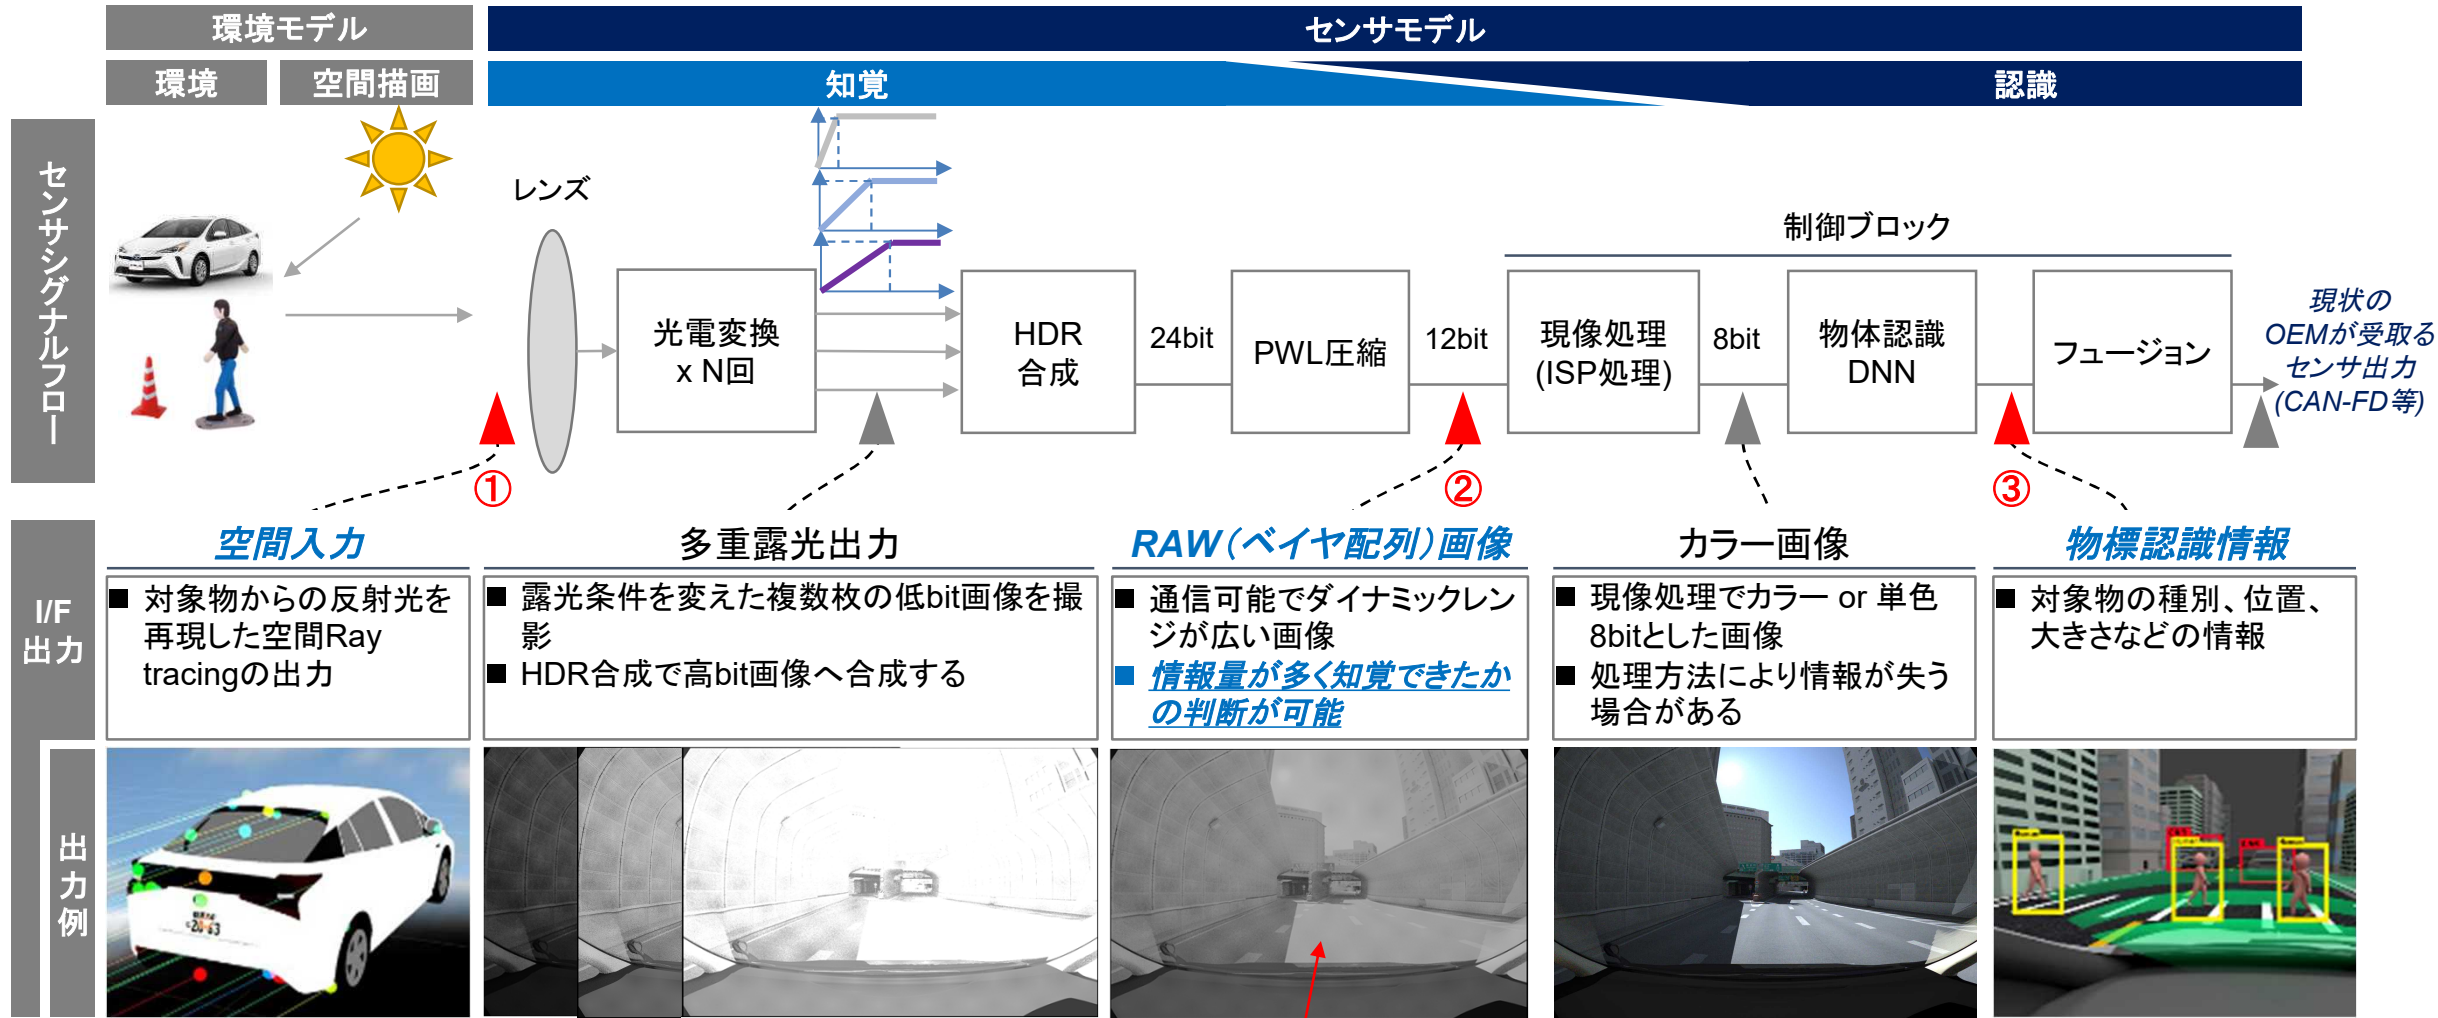 環境モデル
センサモデル
環境
空間描画
知覚
認識
センサシグナルフロー
レンズ
制御ブロック
光電変換
x N回
HDR
合成
24bit
PWL圧縮
12bit
現像処理
(ISP処理)
8bit
物体認識
DNN
フュージョン
現状の
OEMが受取る
センサ出力
(CAN-FD等)
①
②
③
I/F
出力
空間入力
■ 対象物からの反射光を
再現した空間Ray
tracingの出力
多重露光出力
■ 露光条件を変えた複数枚の低bit画像を撮
影
■ HDR合成で高bit画像へ合成する
RAW(ベイヤ配列)画像
■ 通信可能でダイナミックレン
ジが広い画像
■ 情報量が多く知覚できたか
の判断が可能
カラー画像
■ 現像処理でカラー or 単色
8bitとした画像
■ 処理方法により情報が失う
場合がある
物標認識情報
■ 対象物の種別、位置、
大きさなどの情報
出力例